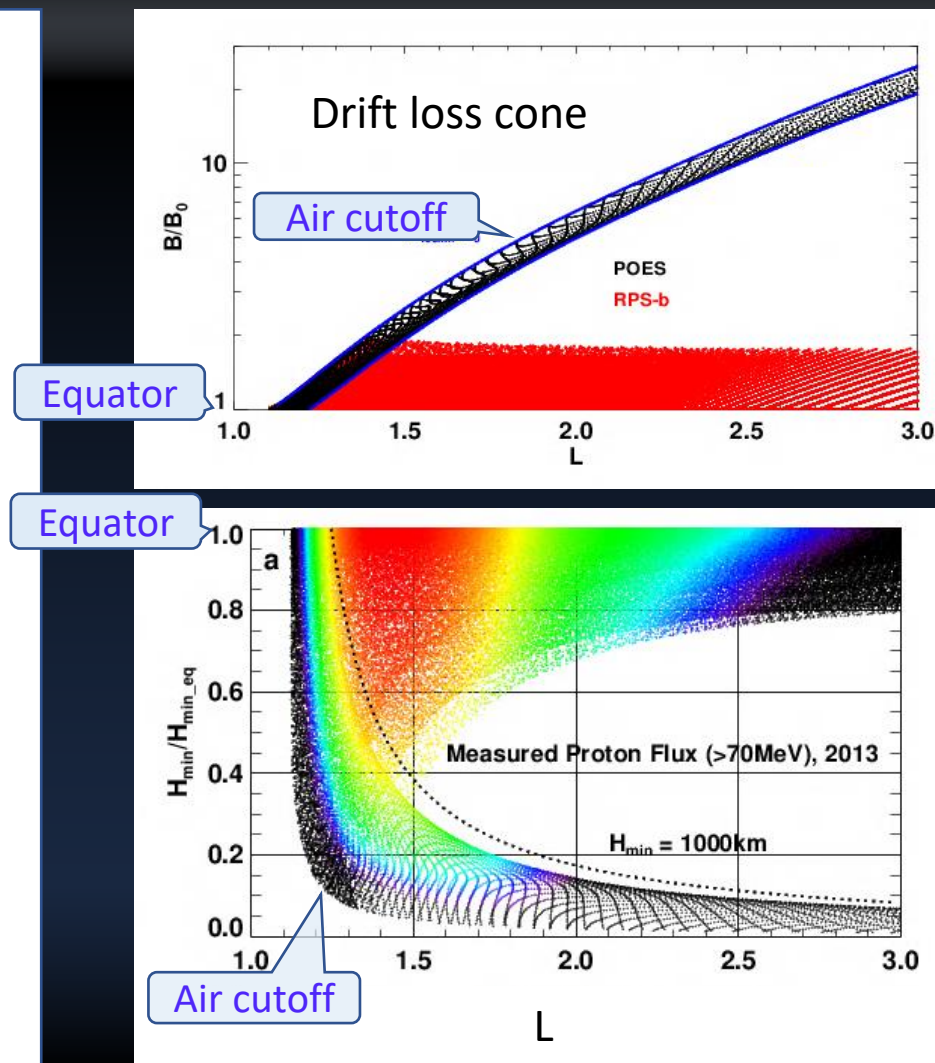 Drift loss cone
10
Air cutoff
B/B0
POES
RPS-b
Equator
1
1.0 1.5 2.0 2.5 3.0
L
Equator
1.0
a
0.8
Hmin/Hmin_eq
0.6
Measured Proton Flux (>70MeV), 2013
0.4
Hmin = 1000km
0.2
0.0
1.0 1.5 2.0 2.5 3.0
Air cutoff
L